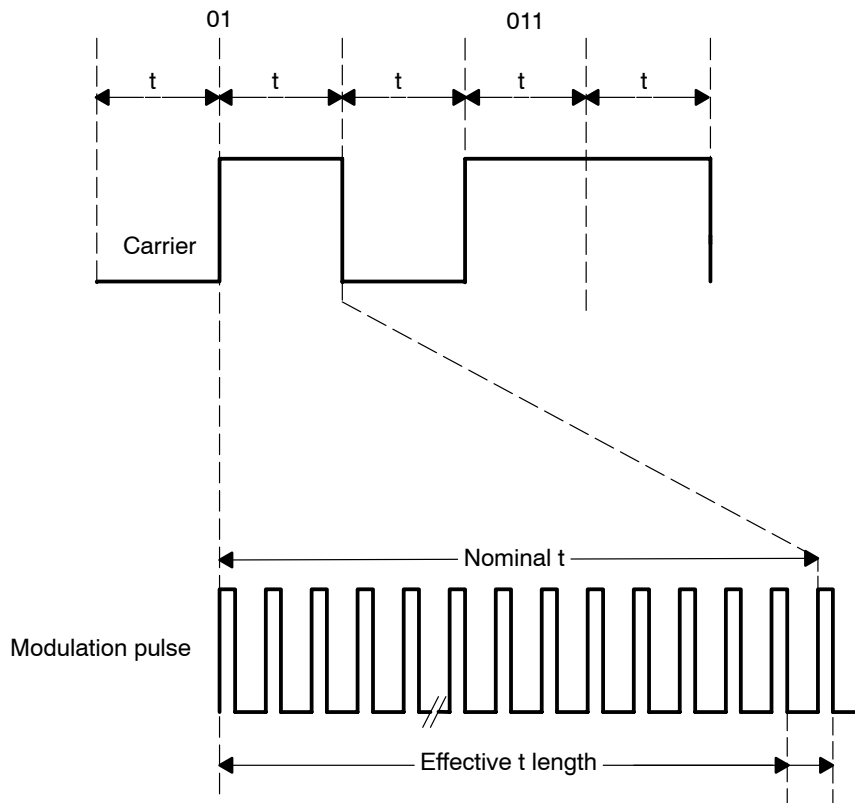 01 011
t t t t t
Carrier
Nominal t
Modulation pulse
Effective t length